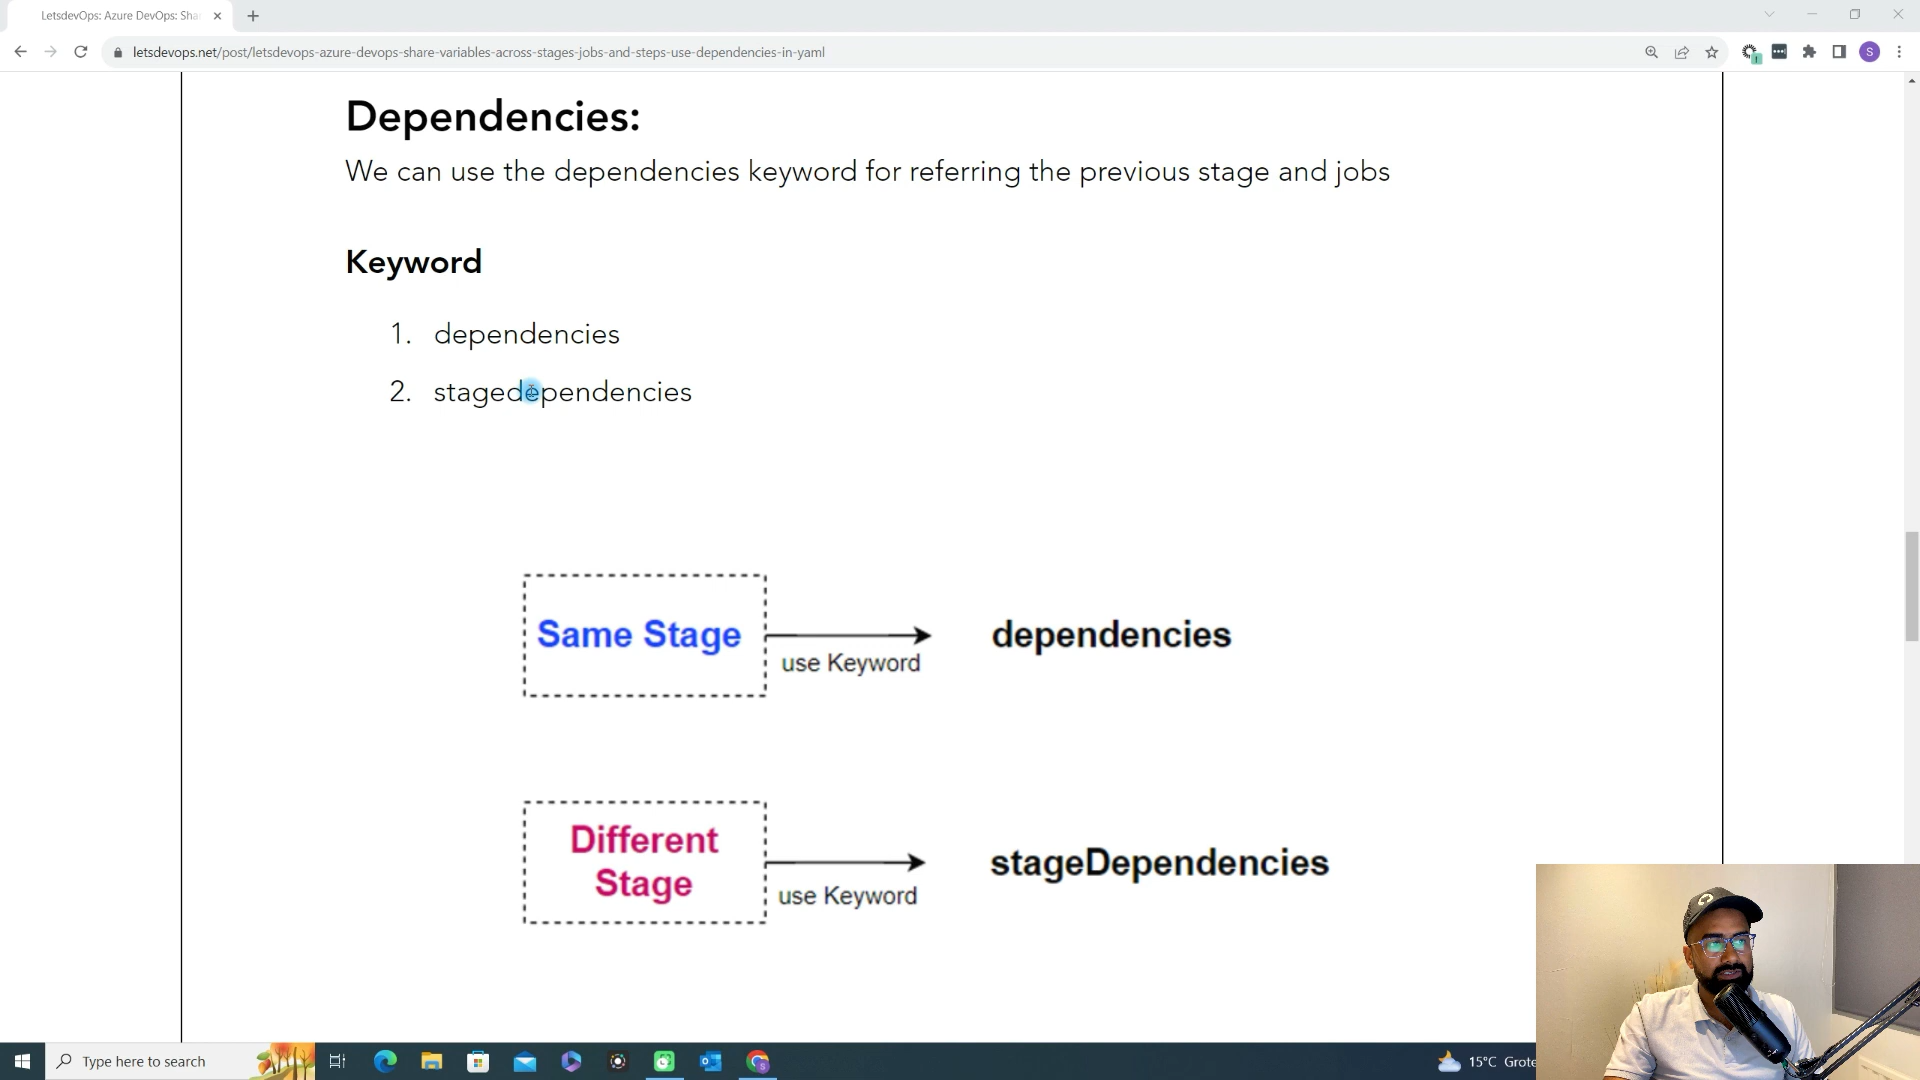 LetsdevOps: Azure DevOps: Sha
letsdevops.net/post/letsdevops-azure-devops-share-variables-across-stages-jobs-and-steps-use-dependencies-in-yaml
S
1
Dependencies:
We can use the dependencies keyword for referring the previous stage and jobs
Keyword
1. dependencies
2. stagedependencies
Same Stage
use Keyword
dependencies
Different
Stage
use Keyword
stageDependencies
Type here to search
15°C Grote